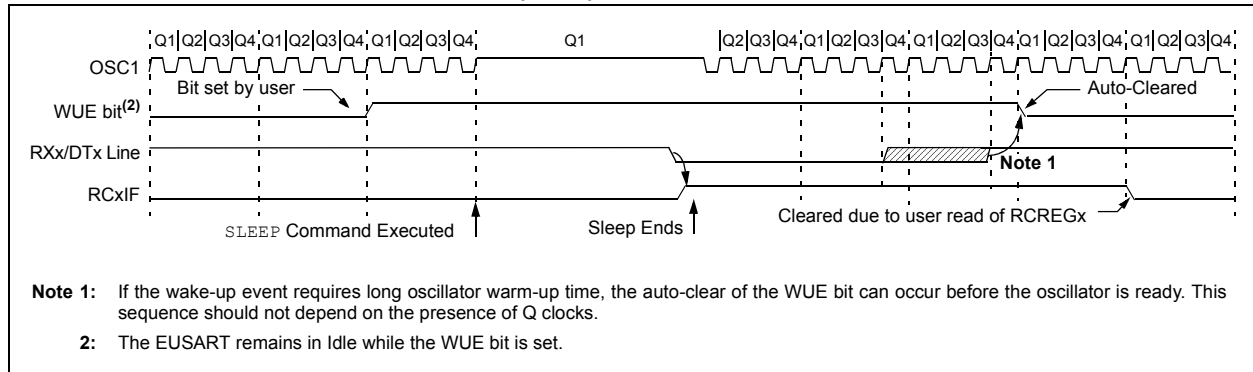 Q1 Q2 Q3 Q4 Q1 Q2 Q3 Q4 Q1 Q2 Q3 Q4 Q1 Q2 Q3 Q4 Q1 Q2 Q3 Q4 Q1 Q2 Q3 Q4 Q1 Q2 Q3 Q4 Q1 Q2 Q3 Q4
OSC1
Bit set by user
Auto-Cleared
WUE bit(2)
RXx/DTx Line
Note 1
RCxIF
Cleared due to user read of RCREGx
SLEEP Command Executed
Sleep Ends
Note 1: If the wake-up event requires long oscillator warm-up time, the auto-clear of the WUE bit can occur before the oscillator is ready. This
sequence should not depend on the presence of Q clocks.
2: The EUSART remains in Idle while the WUE bit is set.